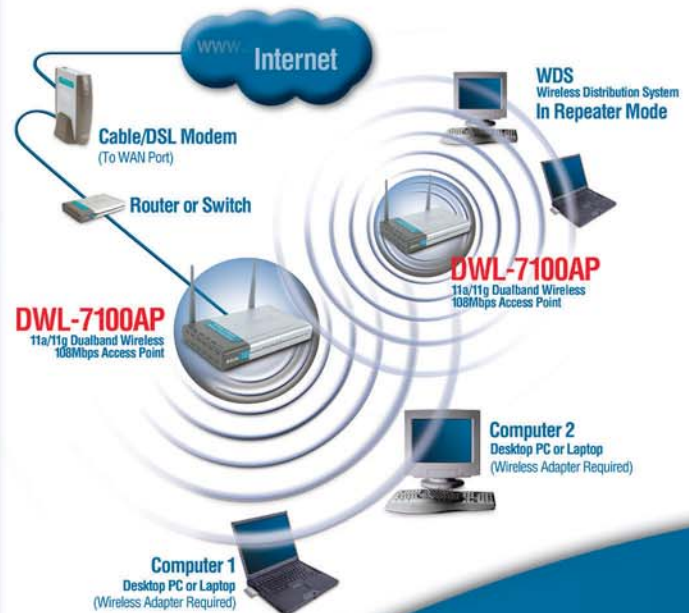 www.
Internet
Cable/DSL Modem
(To WAN Port)
Router or Switch
WDS
Wireless Distribution System
In Repeater Mode
DWL-7100AP
11a/11g Dualband Wireless
108Mbps Access Point
DWL-7100AP
11a/11g Dualband Wireless
108Mbps Access Point
Computer 2
Desktop PC or Laptop
(Wireless Adapter Required)
Computer 1
Desktop PC or Laptop
(Wireless Adapter Required)